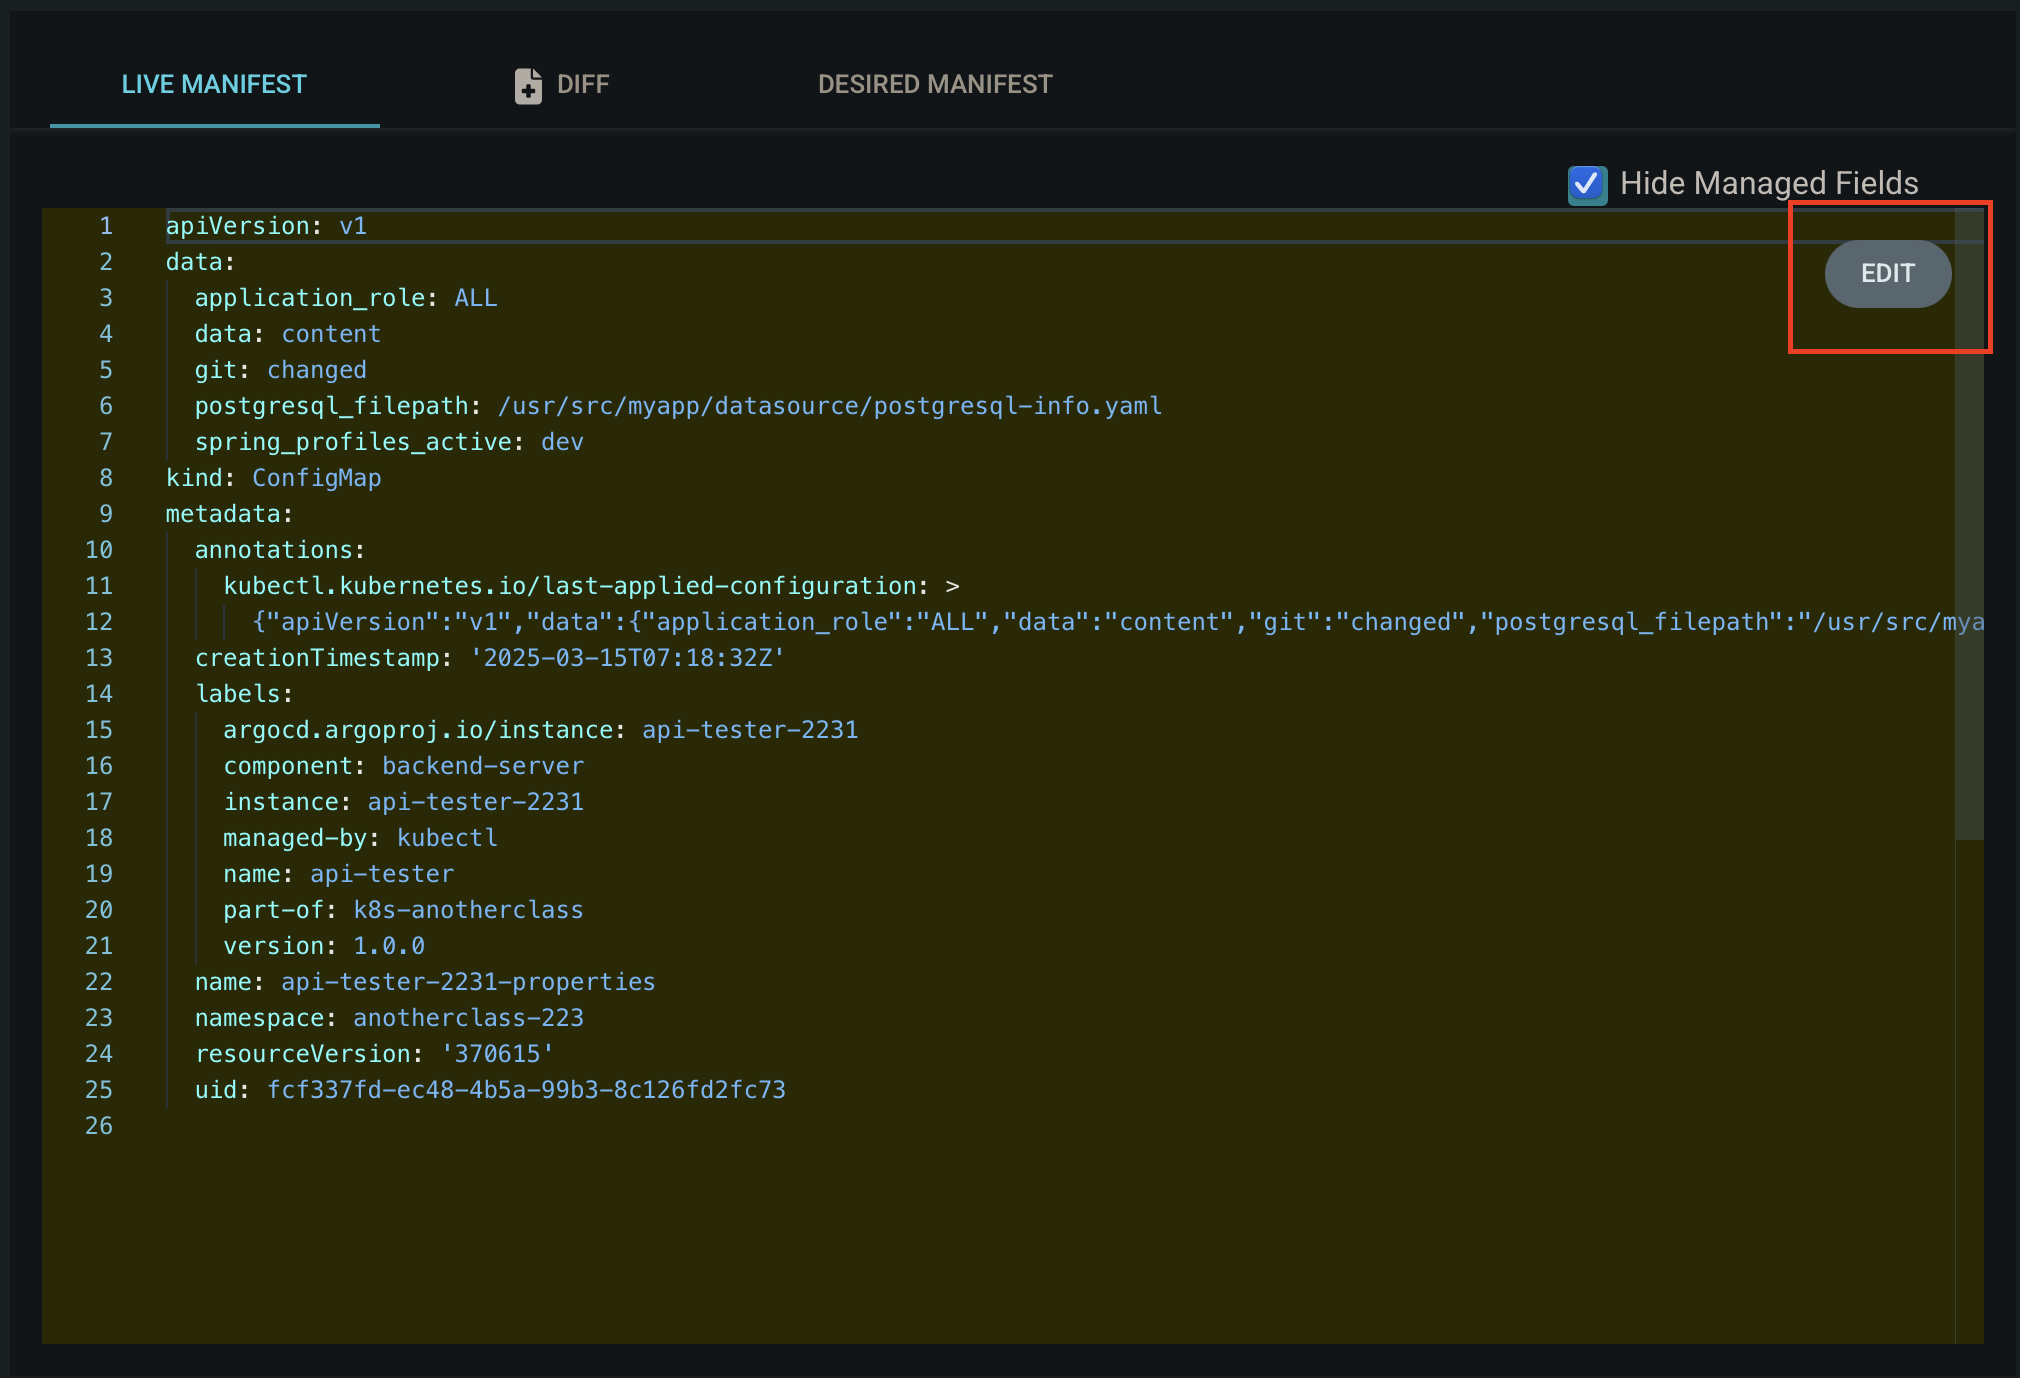 LIVE MANIFEST
DIFF
DESIRED MANIFEST
Hide Managed Fields
EDIT
1 apiVersion: v1
2 data:
3   application_role: ALL
4   data: content
5   git: changed
6   postgresql_filepath: /usr/src/myapp/datasource/postgresql-info.yaml
7   spring_profiles_active: dev
8 kind: ConfigMap
9 metadata:
10   annotations:
11     kubectl.kubernetes.io/last-applied-configuration: >
12       {"apiVersion":"v1","data":{"application_role":"ALL","data":"content","git":"changed","postgresql_filepath":"/usr/src/mya
13   creationTimestamp: '2025-03-15T07:18:32Z'
14   labels:
15     argocd.argoproj.io/instance: api-tester-2231
16     component: backend-server
17     instance: api-tester-2231
18     managed-by: kubectl
19     name: api-tester
20     part-of: k8s-anotherclass
21     version: 1.0.0
22   name: api-tester-2231-properties
23   namespace: anotherclass-223
24   resourceVersion: '370615'
25   uid: fcf337fd-ec48-4b5a-99b3-8c126fd2fc73
26